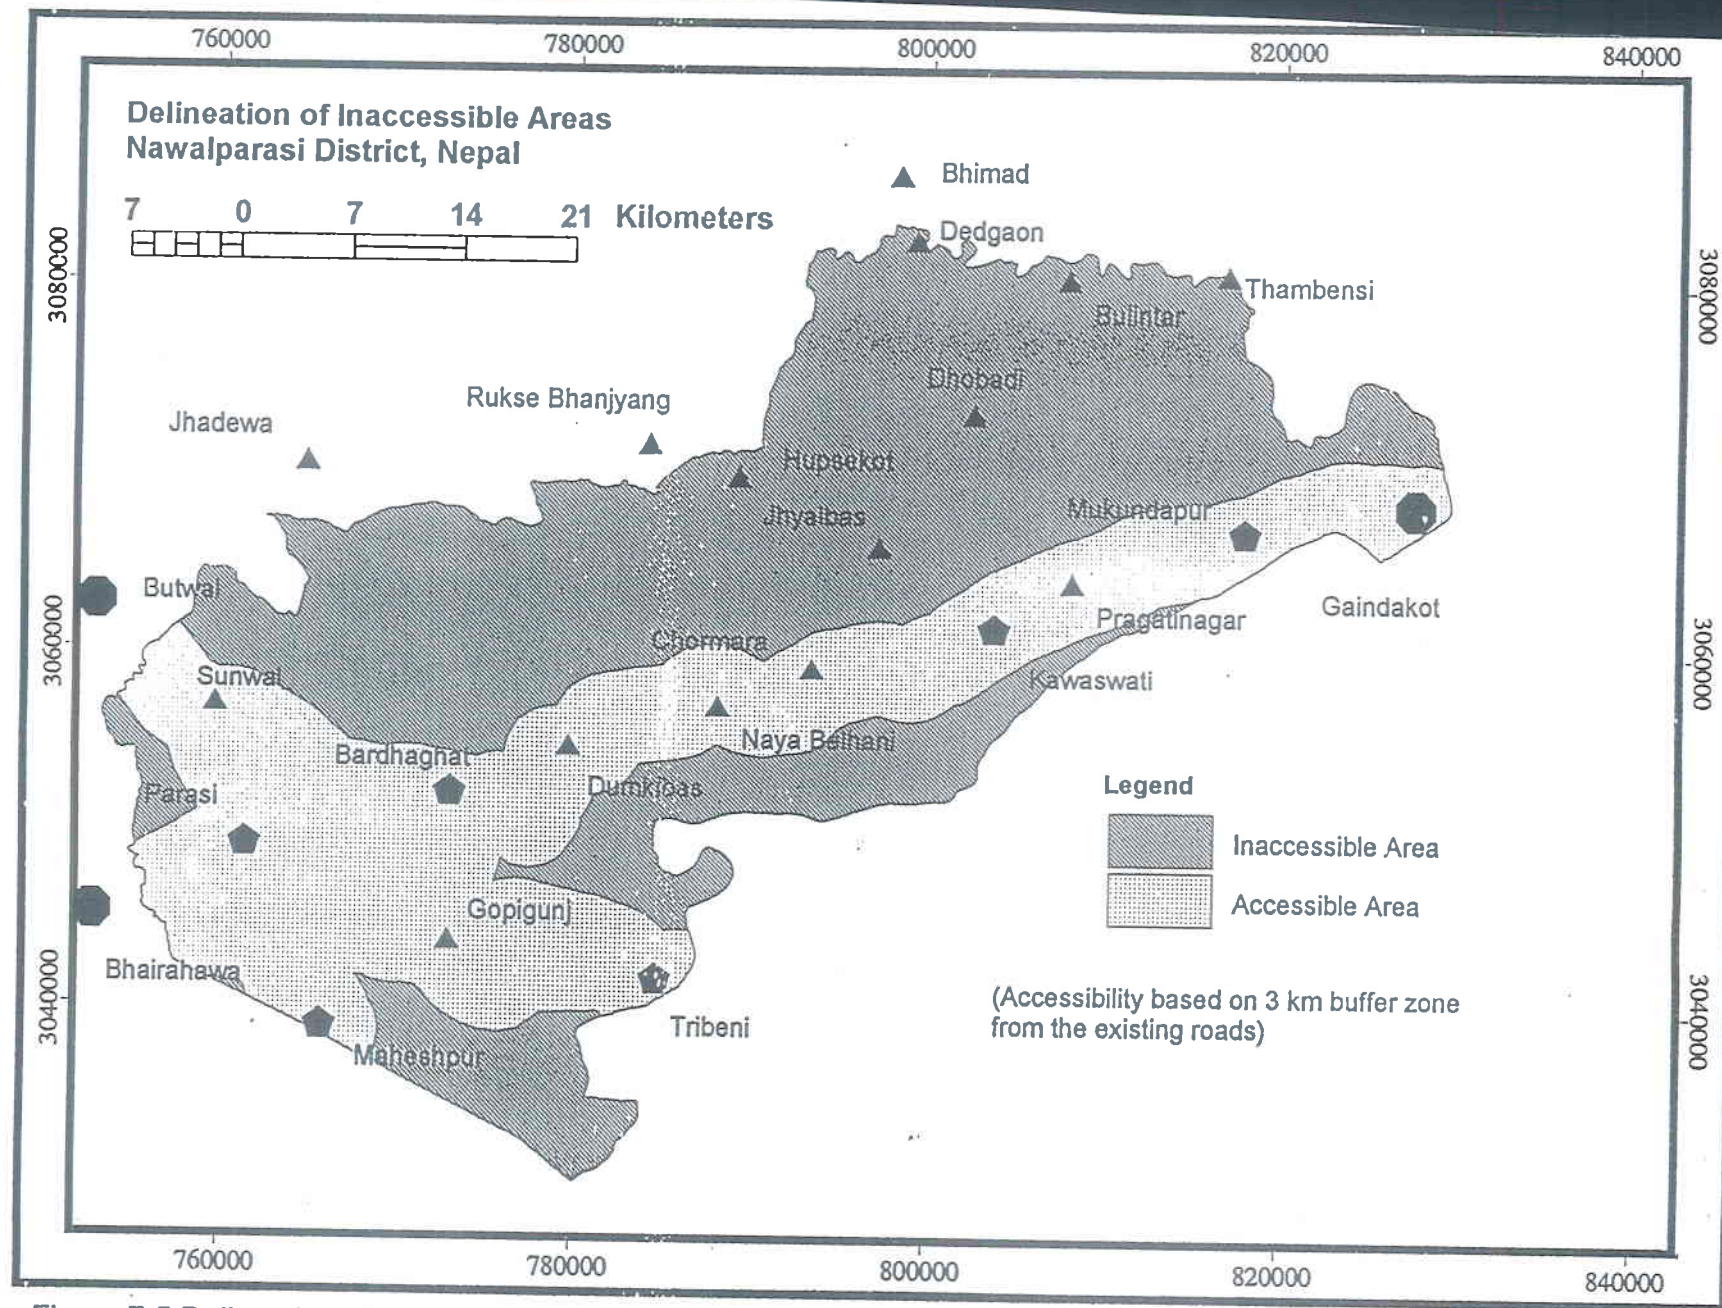 760000 780000 800000 820000 840000
Delineation of Inaccessible Areas
Nawalparasi District, Nepal
7 0 7 14 21 Kilometers
3080000
3060000
3040000
3080000
3060000
3040000
Bhimad
Dedgaon
Thambensi
Bulintar
Dhobadi
Rukse Bhanjyang
Jhadewa
Hupsekot
Jhyalbas
Mukundapur
Butwal
Gaindakot
Pragatinagar
Chormara
Sunwal
Kawaswati
Naya Belhani
Bardhaghat
Dumkibas
Parasi
Gopigunj
Bhairahawa
Tribeni
Maheshpur
Legend
Inaccessible Area
Accessible Area
(Accessibility based on 3 km buffer zone
from the existing roads)
760000 780000 800000 820000 840000